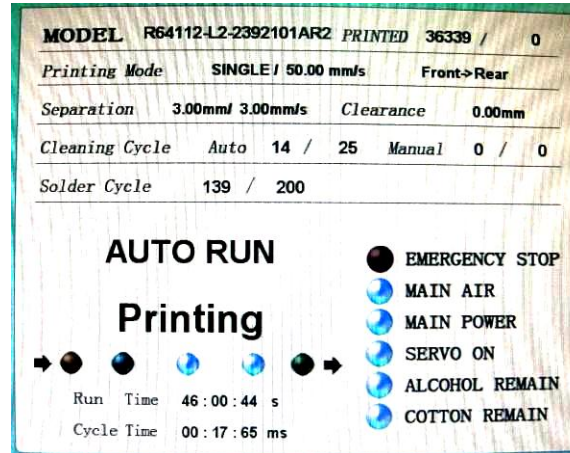 MODEL R64112-L2-2392101AR2 PRINTED 36339 / 0
Printing Mode SINGLE / 50.00 mm/s Front->Rear
Separation 3.00mm/ 3.00mm/s Clearance 0.00mm
Cleaning Cycle Auto 14 / 25 Manual 0 / 0
Solder Cycle 139 / 200
AUTO RUN
Printing
Run Time 46:00:44 s
Cycle Time 00:17:65 ms
EMERGENCY STOP
MAIN AIR
MAIN POWER
SERVO ON
ALCOHOL REMAIN
COTTON REMAIN